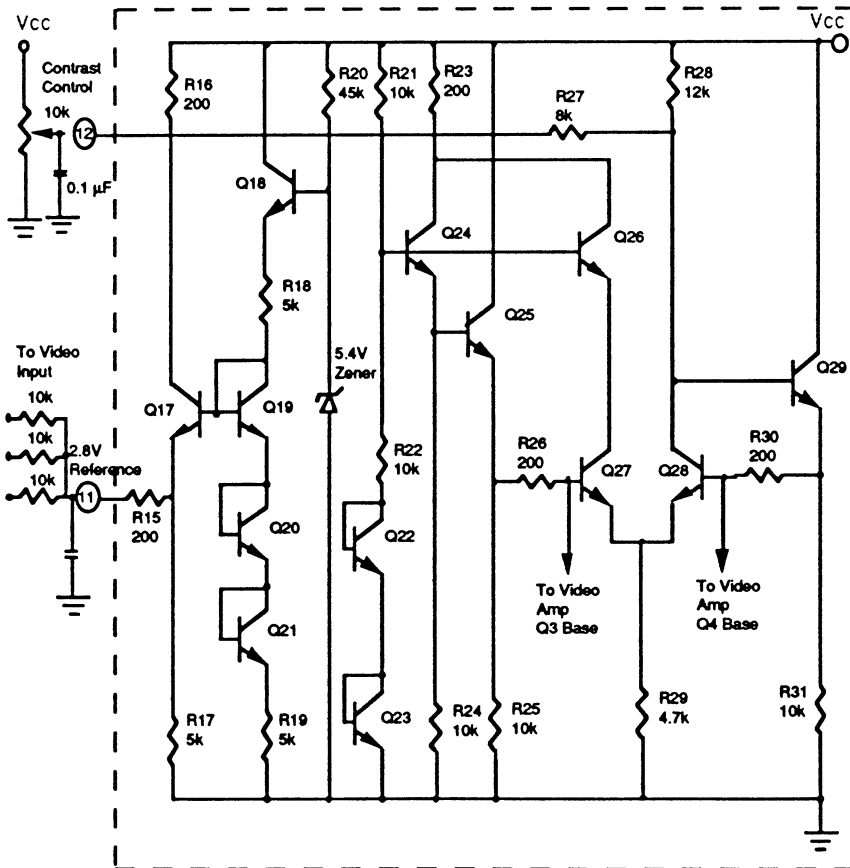 VCC
VCC
Contrast
Control
10k
12
0.1 µF
R16
200
R20
45k
R21
10k
R23
200
R28
12k
R27
8k
Q18
Q24
Q26
R18
5k
Q25
5.4V
Zener
Q29
To Video
Input
10k
10k
10k
2.8V
Reference
11
Q17
Q19
R22
10k
R26
200
Q27
Q28
R30
200
R15
200
Q20
Q22
To Video
Amp
Q3 Base
To Video
Amp
Q4 Base
Q21
R17
5k
R19
5k
Q23
R24
10k
R25
10k
R29
4.7k
R31
10k